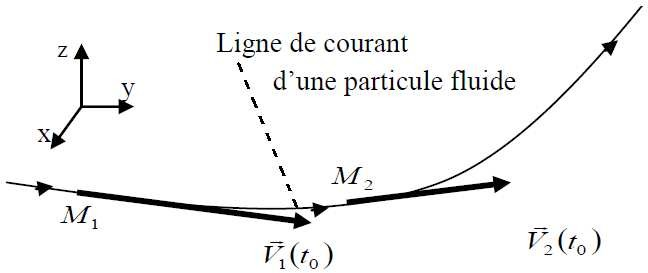 Ligne de courant
d'une particule fluide
z
y
x
M₁
M₂
V⃗₁(t₀)
V⃗₂(t₀)